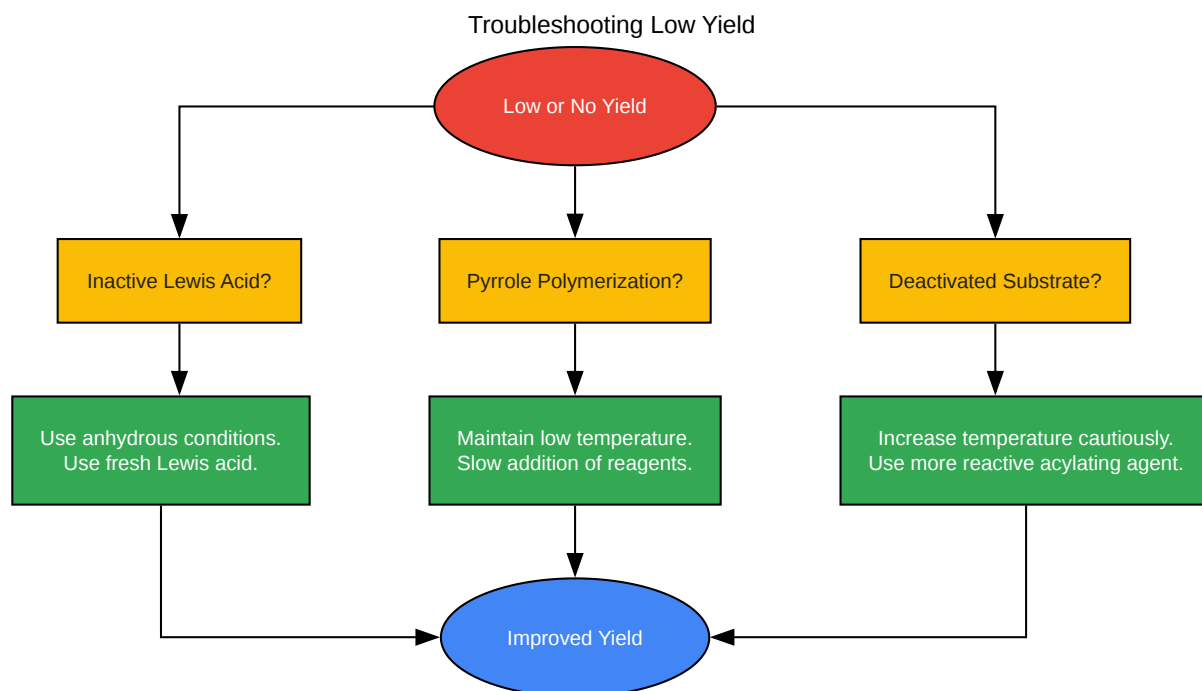 Troubleshooting Low Yield
Low or No Yield
Inactive Lewis Acid?
Pyrrole Polymerization?
Deactivated Substrate?
Use anhydrous conditions.
Use fresh Lewis acid.
Maintain low temperature.
Slow addition of reagents.
Increase temperature cautiously.
Use more reactive acylating agent.
Improved Yield